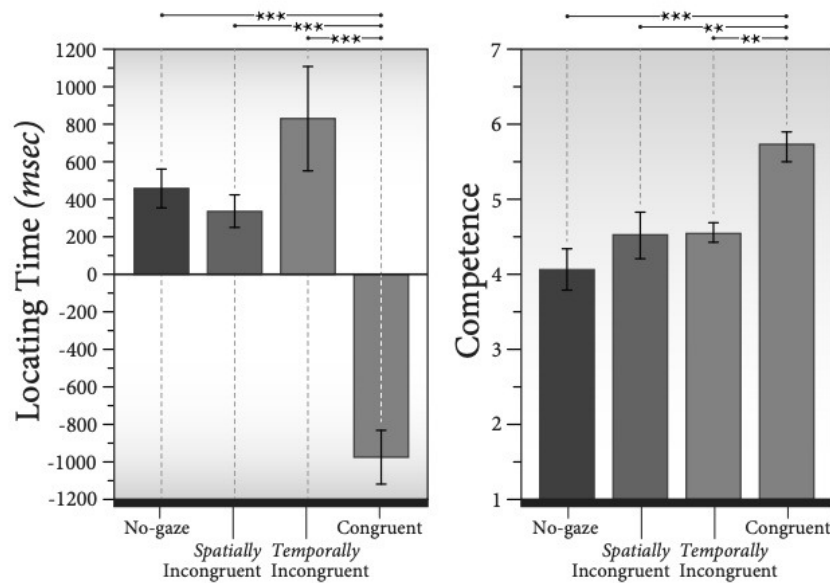 ***
***
***
1200
1000
800
600
400
200
0
-200
-400
-600
-800
-1000
-1200
Locating Time (msec)
No-gaze
Spatially
Incongruent
Temporally
Incongruent
Congruent
***
**
**
7
6
5
4
3
2
1
Competence
No-gaze
Spatially
Incongruent
Temporally
Incongruent
Congruent